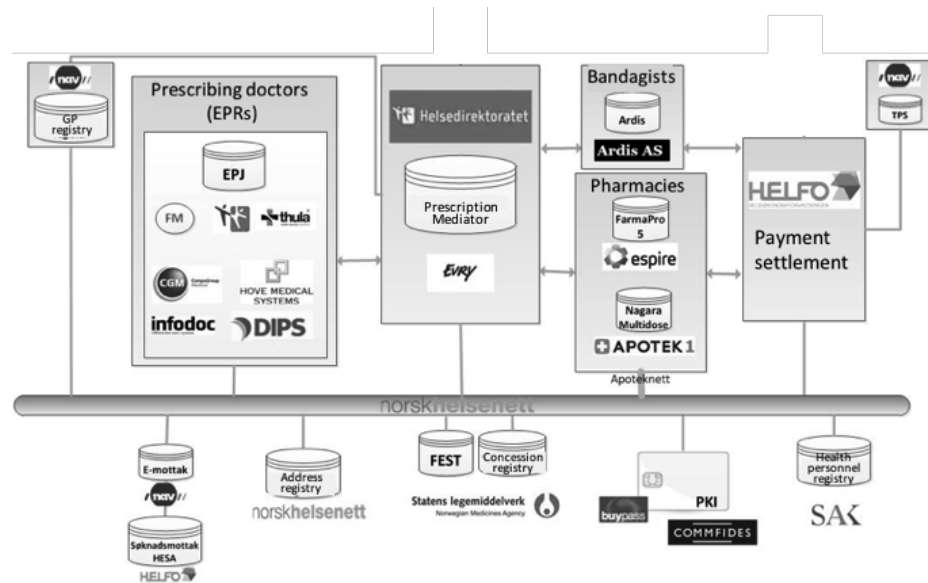 nav
GP
registry
Prescribing doctors
(EPRs)
EPJ
FM
thula
CGM CompuGroup
Medical
HOVE MEDICAL
SYSTEMS
infodoc
DIPS
Helsedirektoratet
Prescription
Mediator
EVRY
Bandagists
Ardis
Ardis AS
Pharmacies
FarmaPro
5
espire
Nagara
Multidose
APOTEK 1
Apoteknett
nav
TPS
HELFO
HELSEØKONOMIFORVALTNINGEN
Payment
settlement
norskhelsenett
E-mottak
nav
Søknadsmottak
HESA
HELFO
Address
registry
norskhelsenett
FEST
Concession
registry
Statens legemiddelverk
Norwegian Medicines Agency
PKI
buypass
COMMFIDES
Health
personnel
registry
SAK